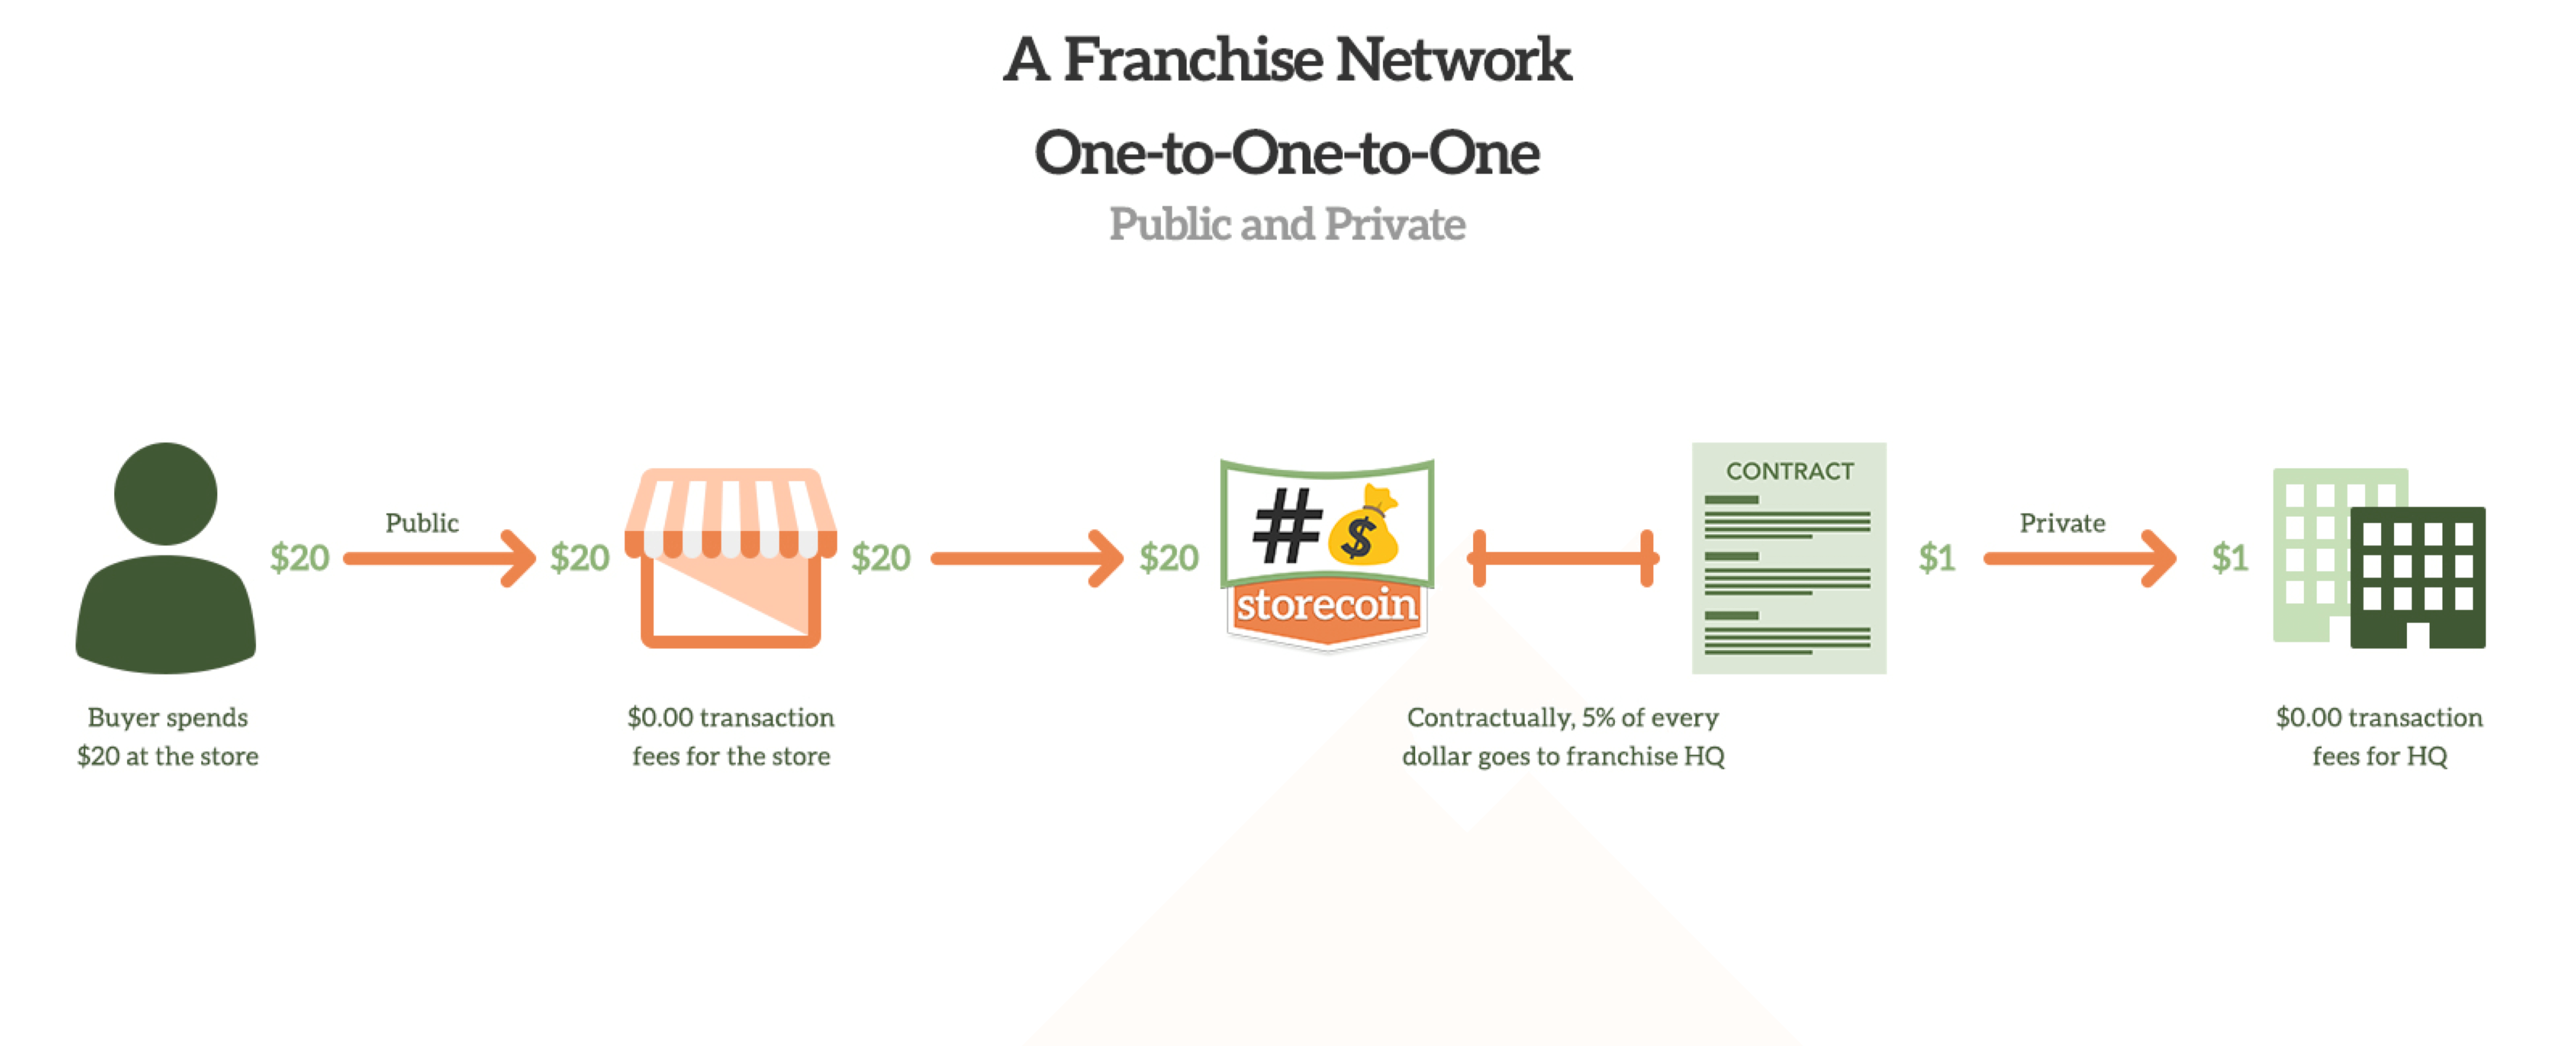 A Franchise Network
One-to-One-to-One
Public and Private
$20
Public
$20
$20
$20
# $
storecoin
CONTRACT
$1
Private
$1
Buyer spends
$20 at the store
$0.00 transaction
fees for the store
Contractually, 5% of every
dollar goes to franchise HQ
$0.00 transaction
fees for HQ